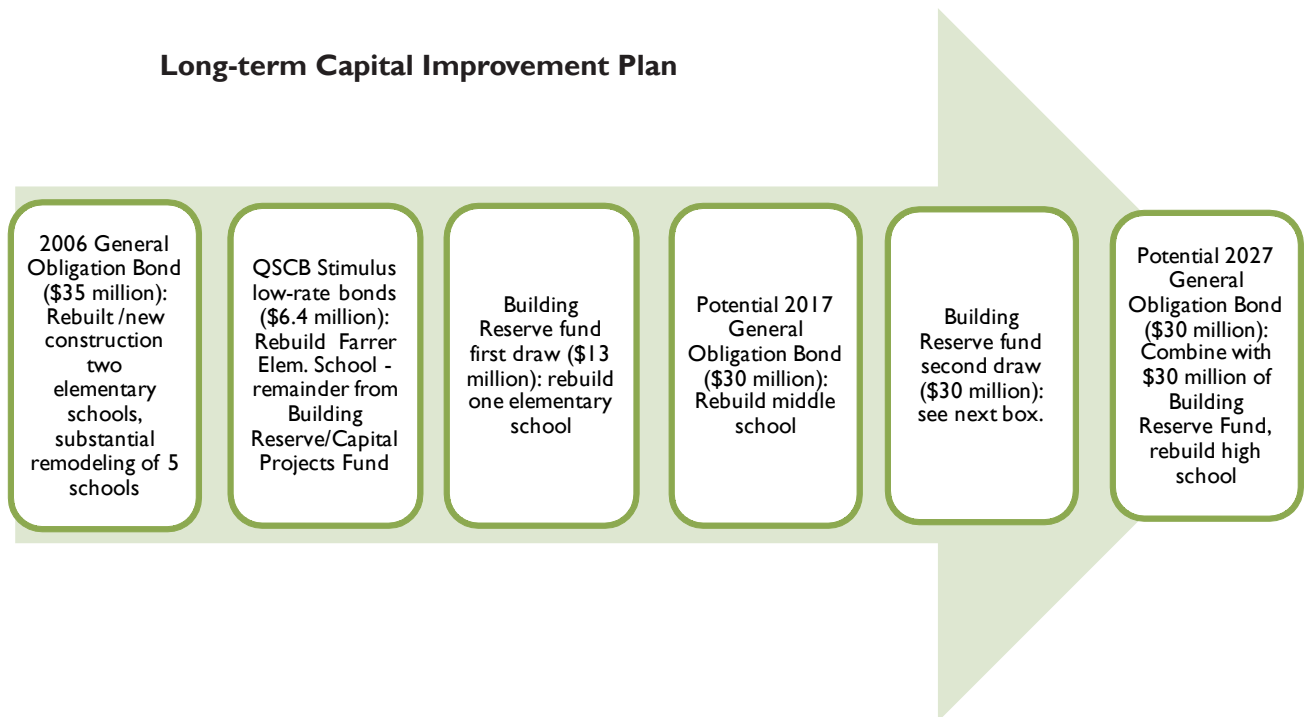 Long-term Capital Improvement Plan
2006 General
Obligation Bond
($35 million):
Rebuilt /new
construction
two
elementary
schools,
substantial
remodeling of 5
schools
QSCB Stimulus
low-rate bonds
($6.4 million):
Rebuild Farrer
Elem. School -
remainder from
Building
Reserve/Capital
Projects Fund
Building
Reserve fund
first draw ($13
million): rebuild
one elementary
school
Potential 2017
General
Obligation Bond
($30 million):
Rebuild middle
school
Building
Reserve fund
second draw
($30 million):
see next box.
Potential 2027
General
Obligation Bond
($30 million):
Combine with
$30 million of
Building
Reserve Fund,
rebuild high
school